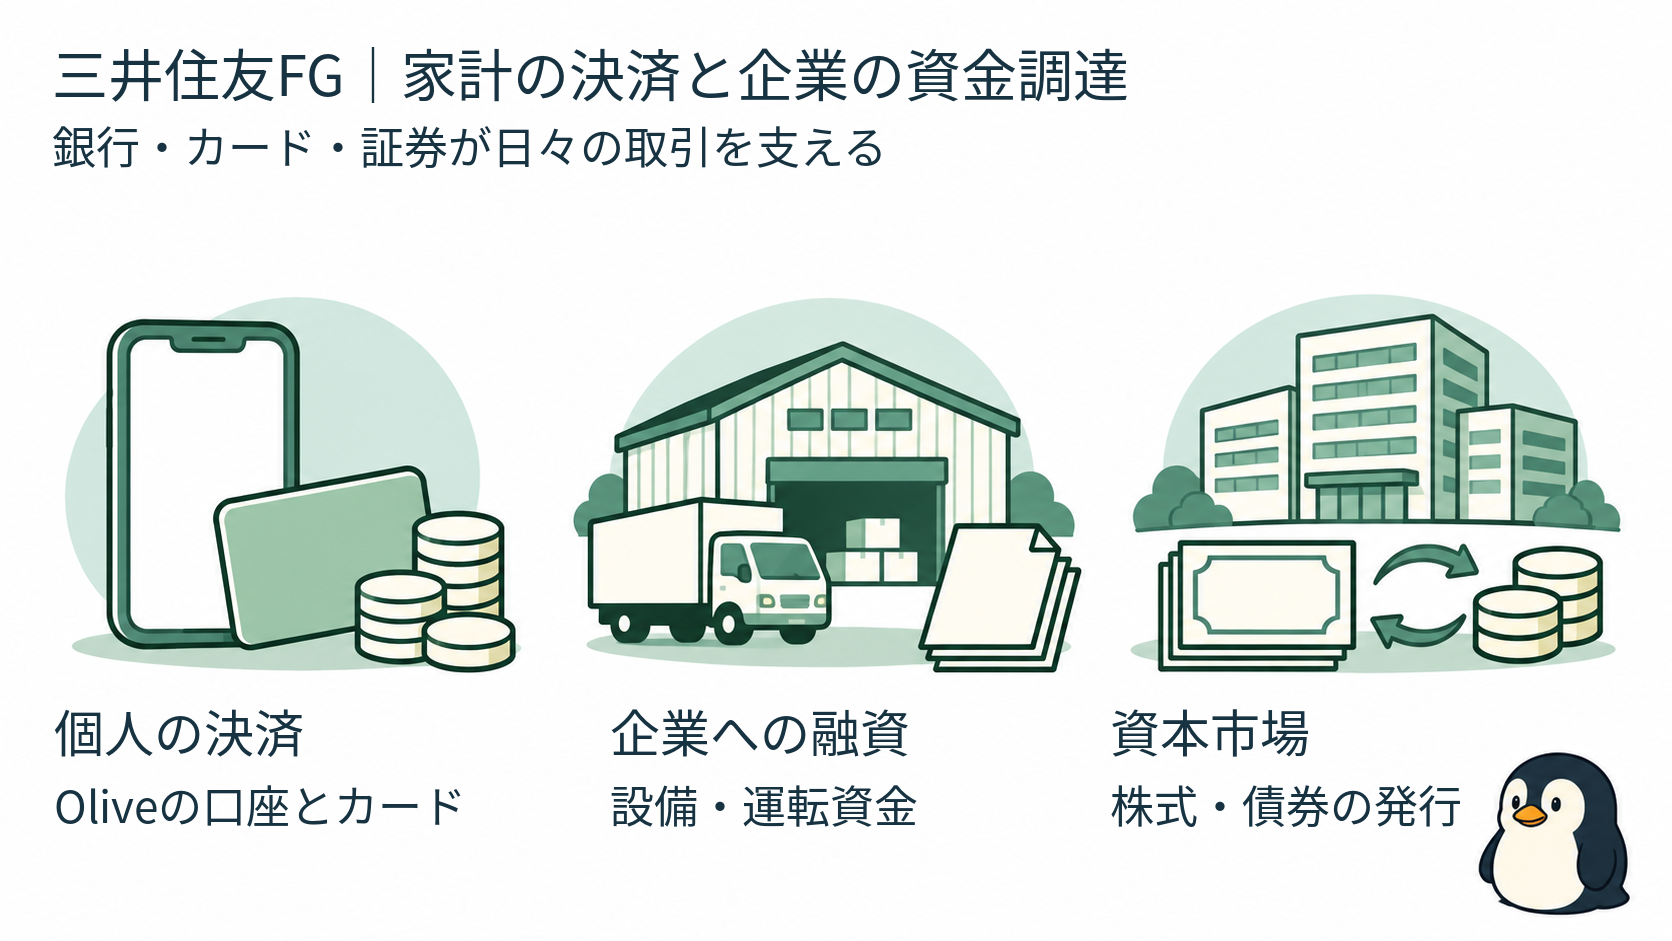 三井住友FG｜家計の決済と企業の資金調達
銀行・カード・証券が日々の取引を支える
個人の決済
Oliveの口座とカード
企業への融資
設備・運転資金
資本市場
株式・債券の発行